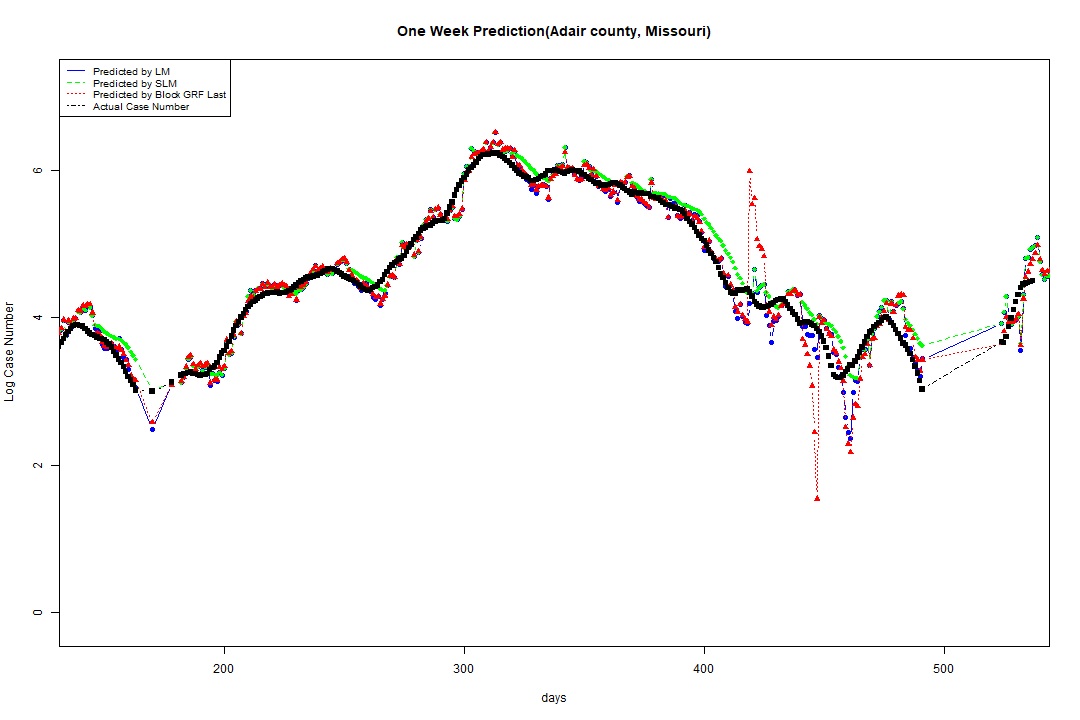 One Week Prediction(Adair county, Missouri)
Predicted by LM
Predicted by SLM
Predicted by Block GRF Last
Actual Case Number
Log Case Number
6
4
2
0
200
300
400
500
days